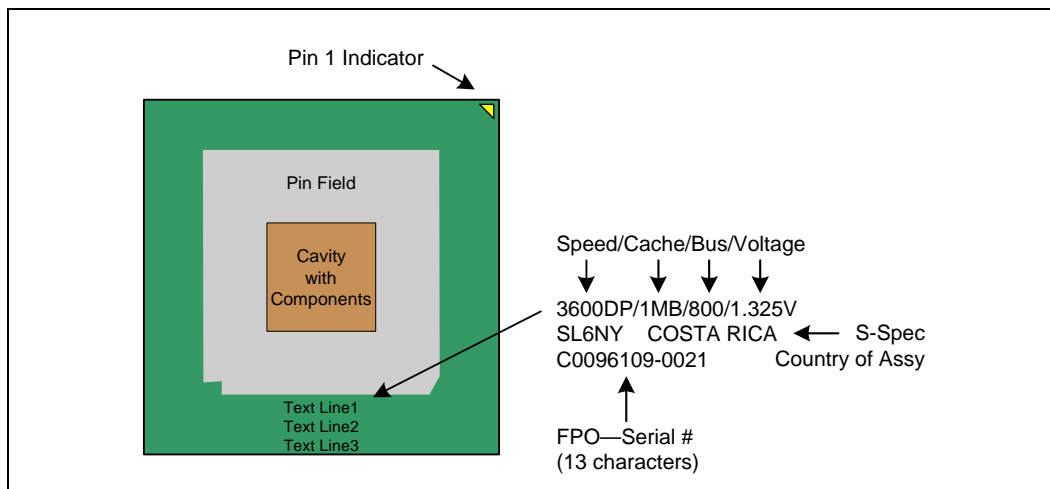 Pin 1 Indicator
Pin Field
Cavity
with
Components
Text Line1
Text Line2
Text Line3
Speed/Cache/Bus/Voltage
3600DP/1MB/800/1.325V
SL6NY COSTA RICA
C0096109-0021
S-Spec
Country of Assy
FPO—Serial #
(13 characters)